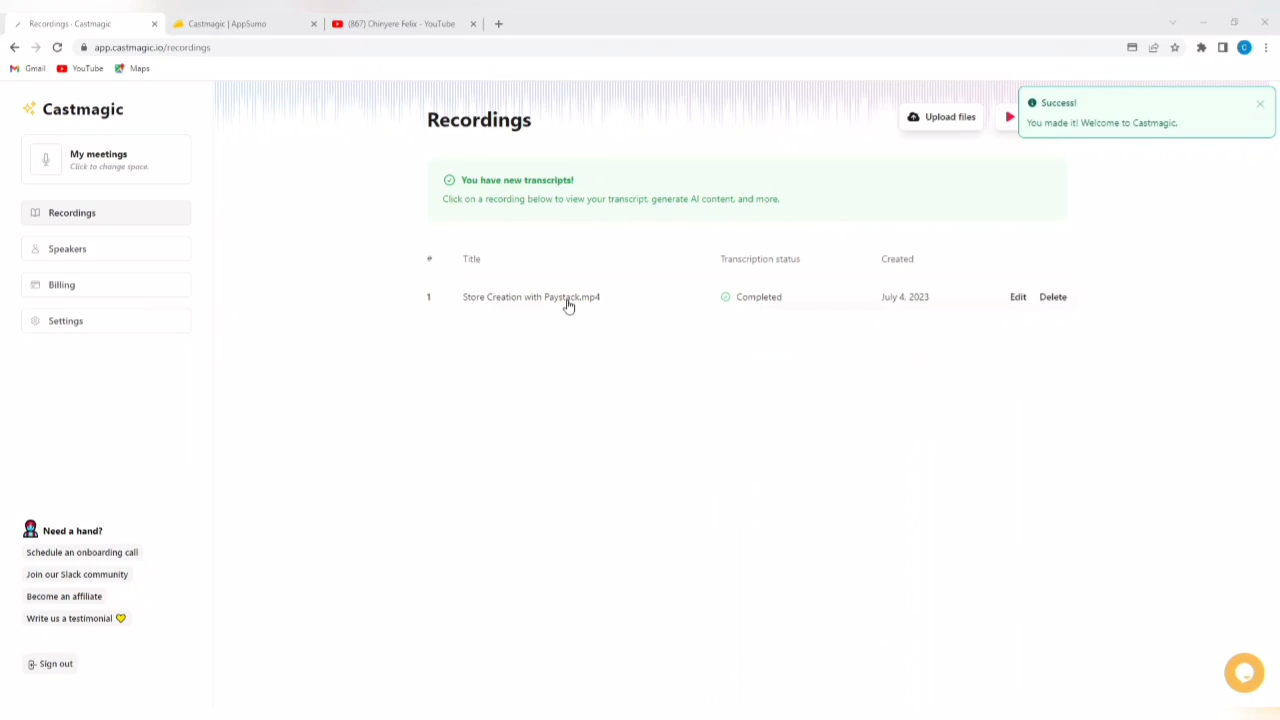 Recordings - Castmagic
Castmagic | AppSumo
(867) Chinyere Felix - YouTube
app.castmagic.io/recordings
C
Gmail
YouTube
Maps
Castmagic
My meetings
Click to change space.
Recordings
Speakers
Billing
Settings
Need a hand?
Schedule an onboarding call
Join our Slack community
Become an affiliate
Write us a testimonial 💛
Sign out
Recordings
Upload files
Success!
You made it! Welcome to Castmagic.
You have new transcripts!
Click on a recording below to view your transcript, generate AI content, and more.
# Title Transcription status Created
1 Store Creation with Paystack.mp4 Completed July 4, 2023 Edit Delete